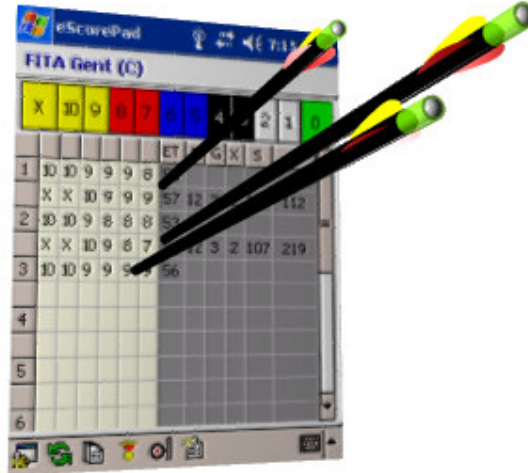 eScorePad
FITA Gent (C)
X 10 9 8 7 6 5 4 2 1 0
ET G X S
1 10 10 9 9 9 8
X X 10 9 9 9 57 12 112
2 10 10 9 8 8 8 53
X X 10 9 8 7 12 3 2 107 219
3 10 10 9 9 9 9 56
4
5
6